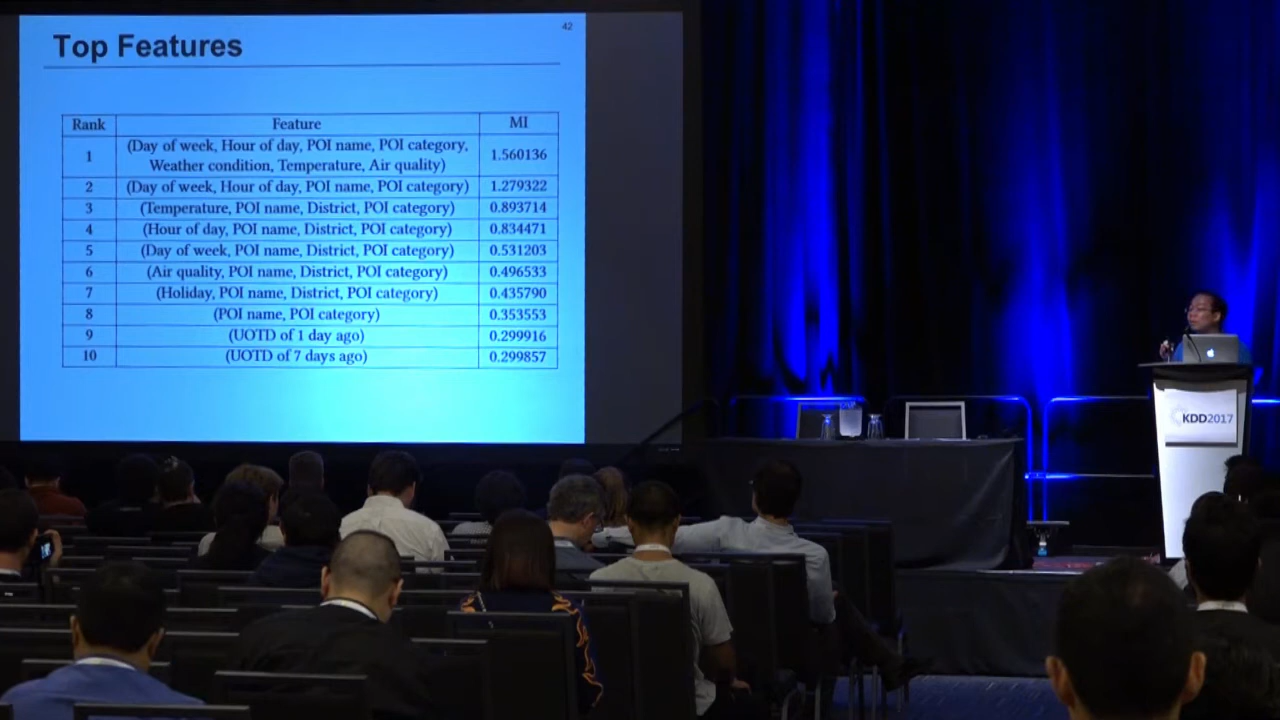 42
Top Features
Rank Feature MI
1 (Day of week, Hour of day, POI name, POI category, Weather condition, Temperature, Air quality) 1.560136
2 (Day of week, Hour of day, POI name, POI category) 1.279322
3 (Temperature, POI name, District, POI category) 0.893714
4 (Hour of day, POI name, District, POI category) 0.834471
5 (Day of week, POI name, District, POI category) 0.531203
6 (Air quality, POI name, District, POI category) 0.496533
7 (Holiday, POI name, District, POI category) 0.435790
8 (POI name, POI category) 0.353553
9 (UOTD of 1 day ago) 0.299916
10 (UOTD of 7 days ago) 0.299857
KDD2017